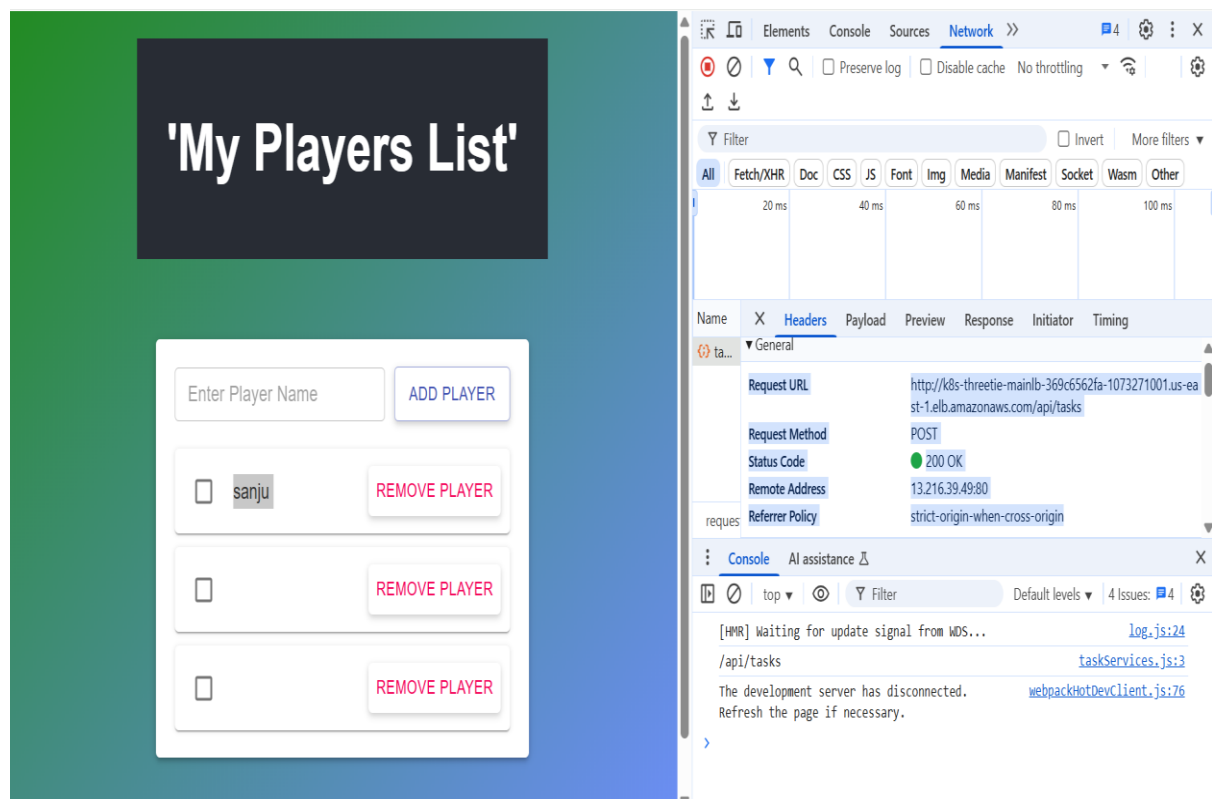 'My Players List'
Enter Player Name
ADD PLAYER
sanju
REMOVE PLAYER
REMOVE PLAYER
REMOVE PLAYER
Elements Console Sources Network 4
Preserve log Disable cache No throttling
Filter Invert More filters
All Fetch/XHR Doc CSS JS Font Img Media Manifest Socket Wasm Other
20 ms 40 ms 60 ms 80 ms 100 ms
Name Headers Payload Preview Response Initiator Timing
ta... General
Request URL http://k8s-threetie-mainlb-369c6562fa-1073271001.us-ea
st-1.elb.amazonaws.com/api/tasks
Request Method POST
Status Code 200 OK
Remote Address 13.216.39.49:80
reques Referrer Policy strict-origin-when-cross-origin
Console AI assistance
top Filter Default levels 4 Issues: 4
[HMR] Waiting for update signal from WDS... log.js:24
/api/tasks taskServices.js:3
The development server has disconnected. webpackHotDevClient.js:76
Refresh the page if necessary.